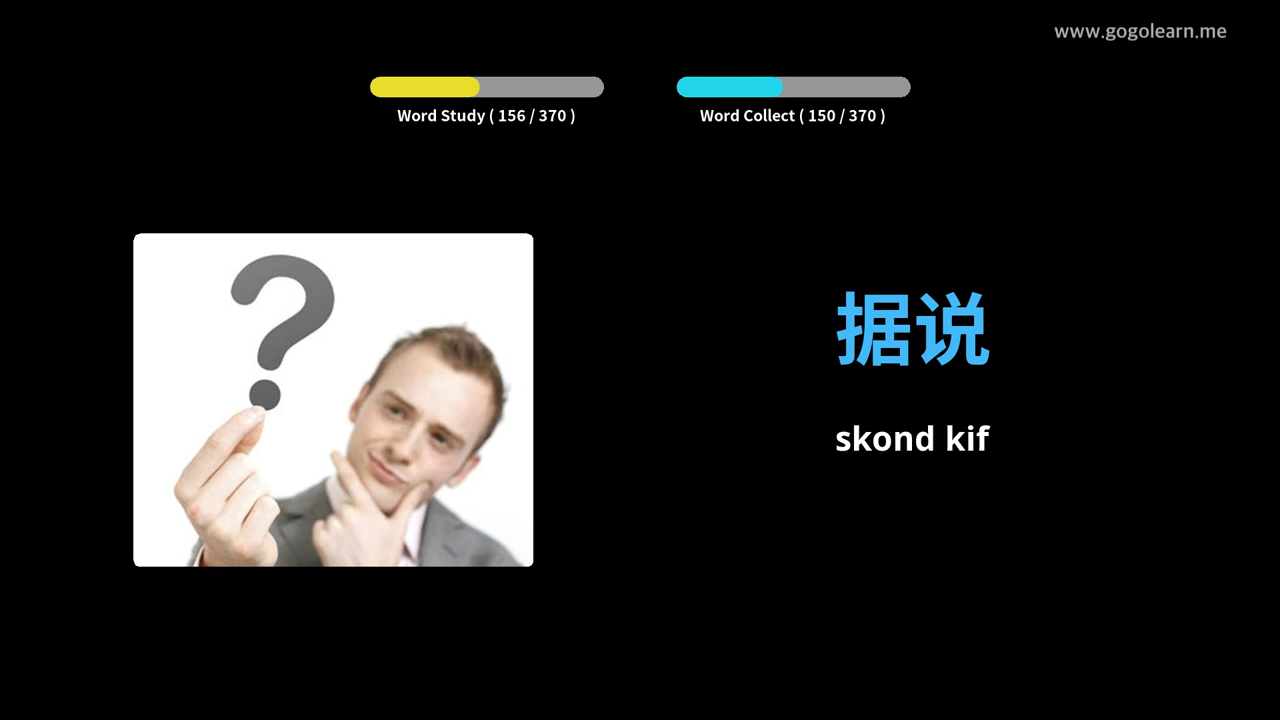 www.gogolearn.me
Word Study ( 156 / 370 )
Word Collect ( 150 / 370 )
据说
skond kif